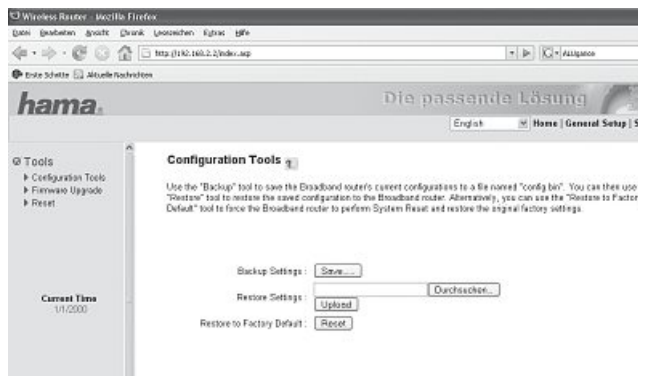 Wireless Router - Mozilla Firefox
Datei Bearbeiten Ansicht Chronik Lesezeichen Extras Hilfe
http://192.168.2.2/index.asp
Erste Schritte Aktuelle Nachrichten
hama
Die passende Lösung
English Home | General Setup | S
Tools
Configuration Tools
Firmware Upgrade
Reset
Current Time
1/1/2000
Configuration Tools
Use the "Backup" tool to save the Broadband router's current configurations to a file named "config.bin". You can then use
"Restore" tool to restore the saved configuration to the Broadband router. Alternatively, you can use the "Restore to Factor
Default" tool to force the Broadband router to perform System Reset and restore the original factory settings.
Backup Settings : Save....
Restore Settings : Durchsuchen...
Upload
Restore to Factory Default : Reset